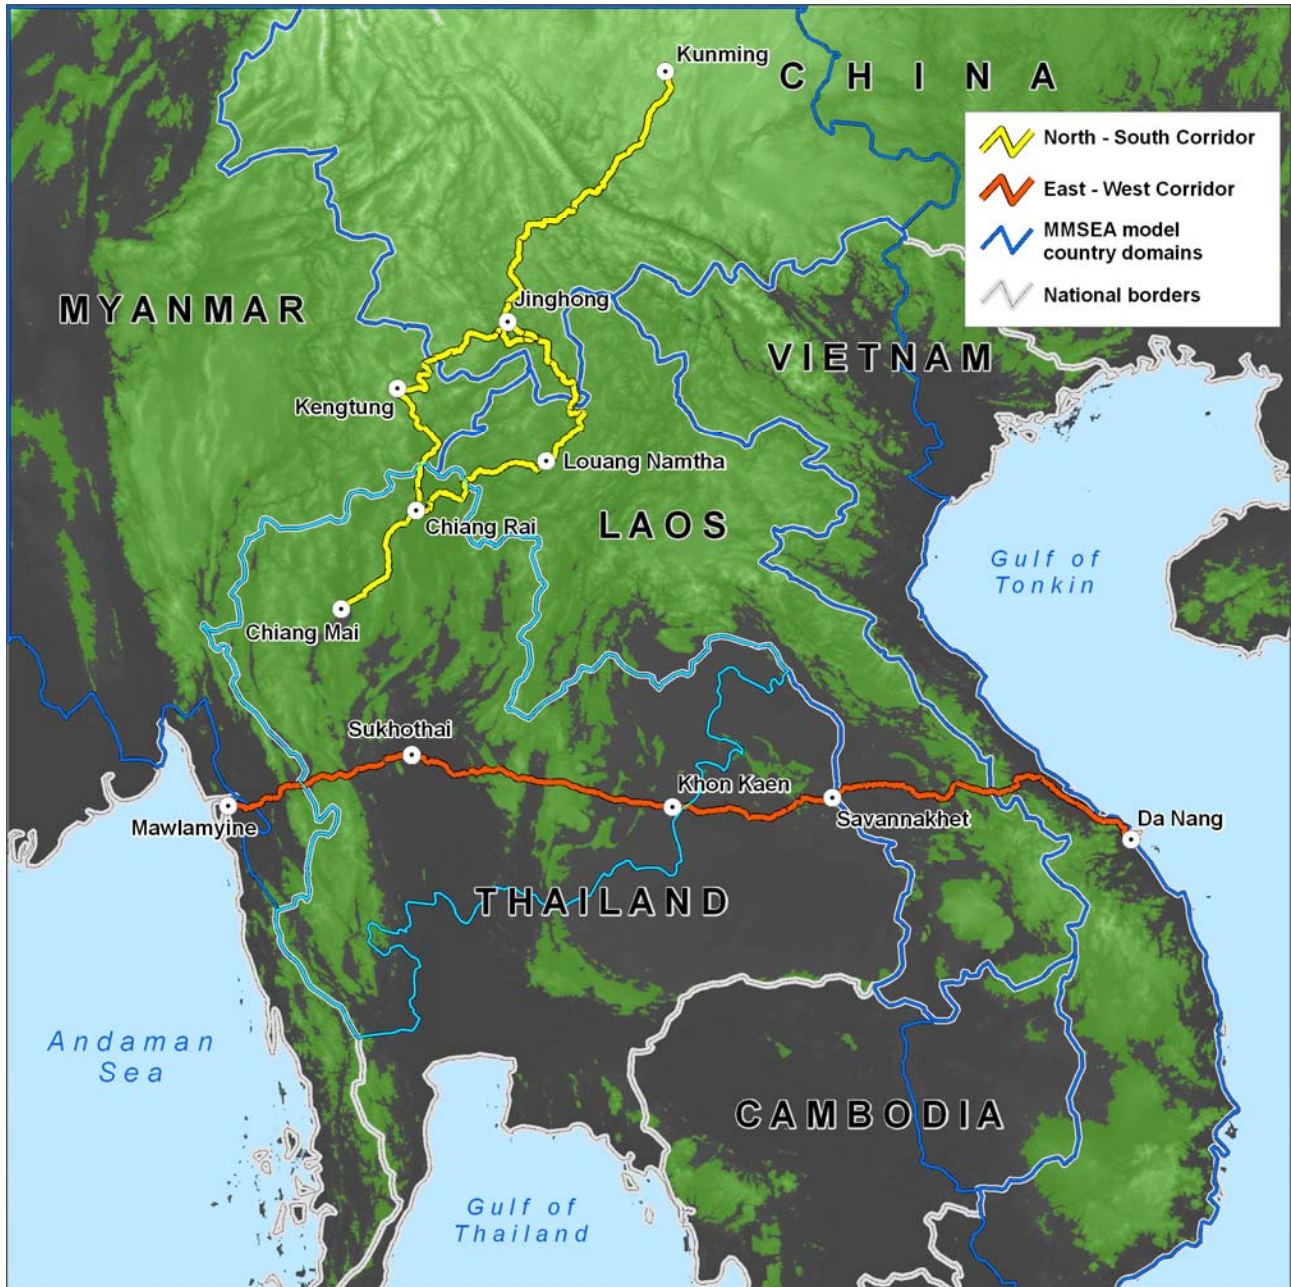 Kunming
C H I N A
North - South Corridor
East - West Corridor
MMSEA model
country domains
National borders
Jinghong
MYANMAR
VIETNAM
Kengtung
Louang Namtha
Chiang Rai
LAOS
Gulf of
Tonkin
Chiang Mai
Sukhothai
Khon Kaen
Mawlamyine
Savannakhet
Da Nang
THAILAND
Andaman
Sea
CAMBODIA
Gulf of
Thailand